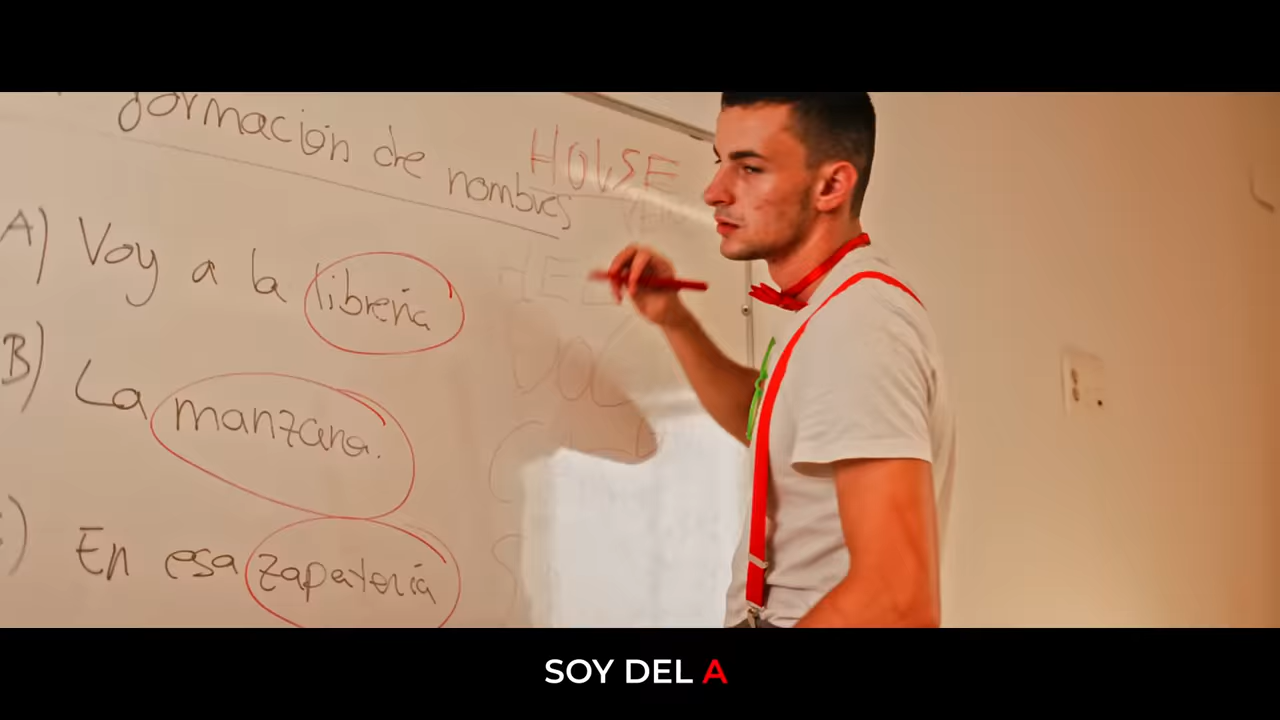 formación de nombres
HOUSE
A) Voy a la librería
B) La manzana.
C) En esa zapatería
SOY DEL A